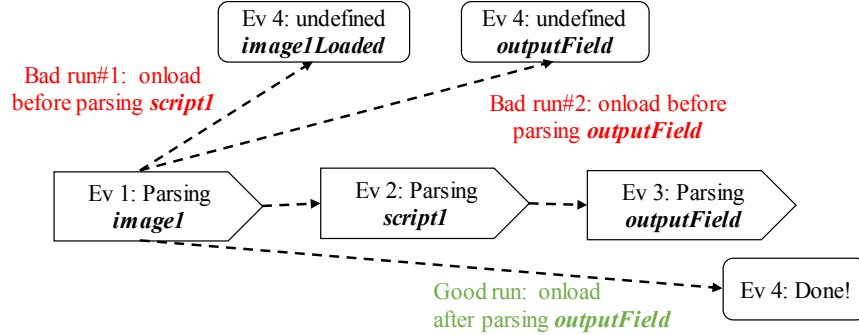 Ev 4: undefined
image1Loaded
Ev 4: undefined
outputField
Bad run#1:  onload
before parsing script1
Bad run#2: onload before
parsing outputField
Ev 1: Parsing
image1
Ev 2: Parsing
script1
Ev 3: Parsing
outputField
Ev 4: Done!
Good run:  onload
after parsing outputField